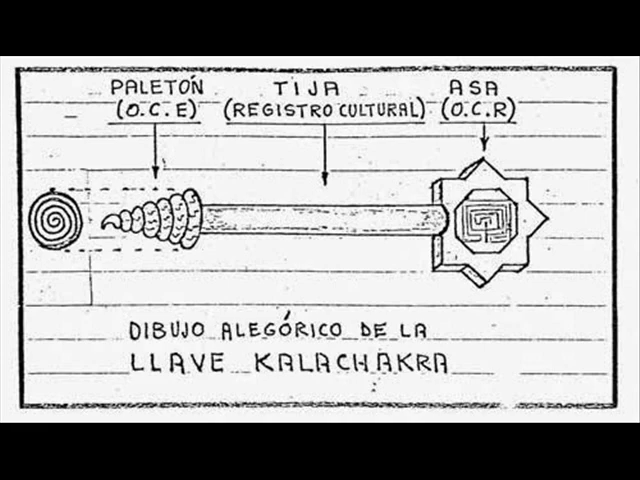 PALETÓN
(O.C.E)
TIJA
(REGISTRO CULTURAL)
ASA
(O.C.R)
DIBUJO ALEGÓRICO DE LA
LLAVE KALACHAKRA